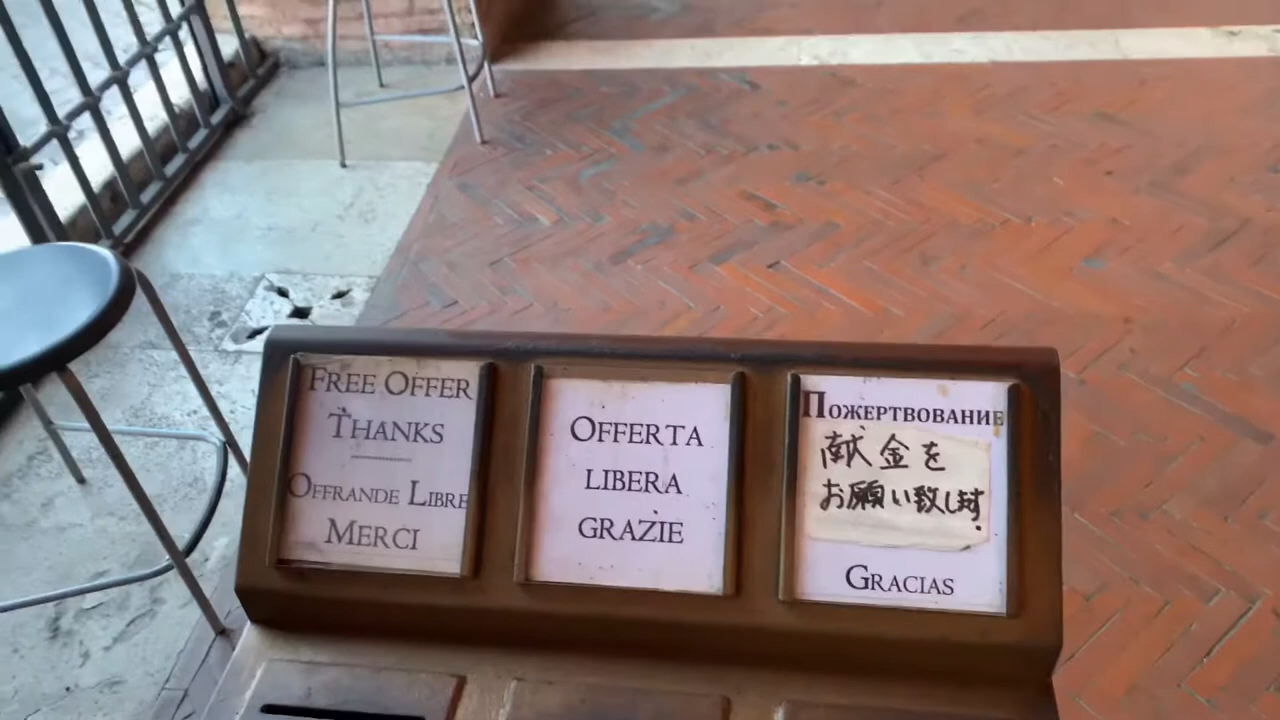 FREE OFFER
THANKS
OFFRANDE LIBRE
MERCI
OFFERTA
LIBERA
GRAZIE
ПОЖЕРТВОВАНИЕ
献金を
お願い致します.
GRACIAS